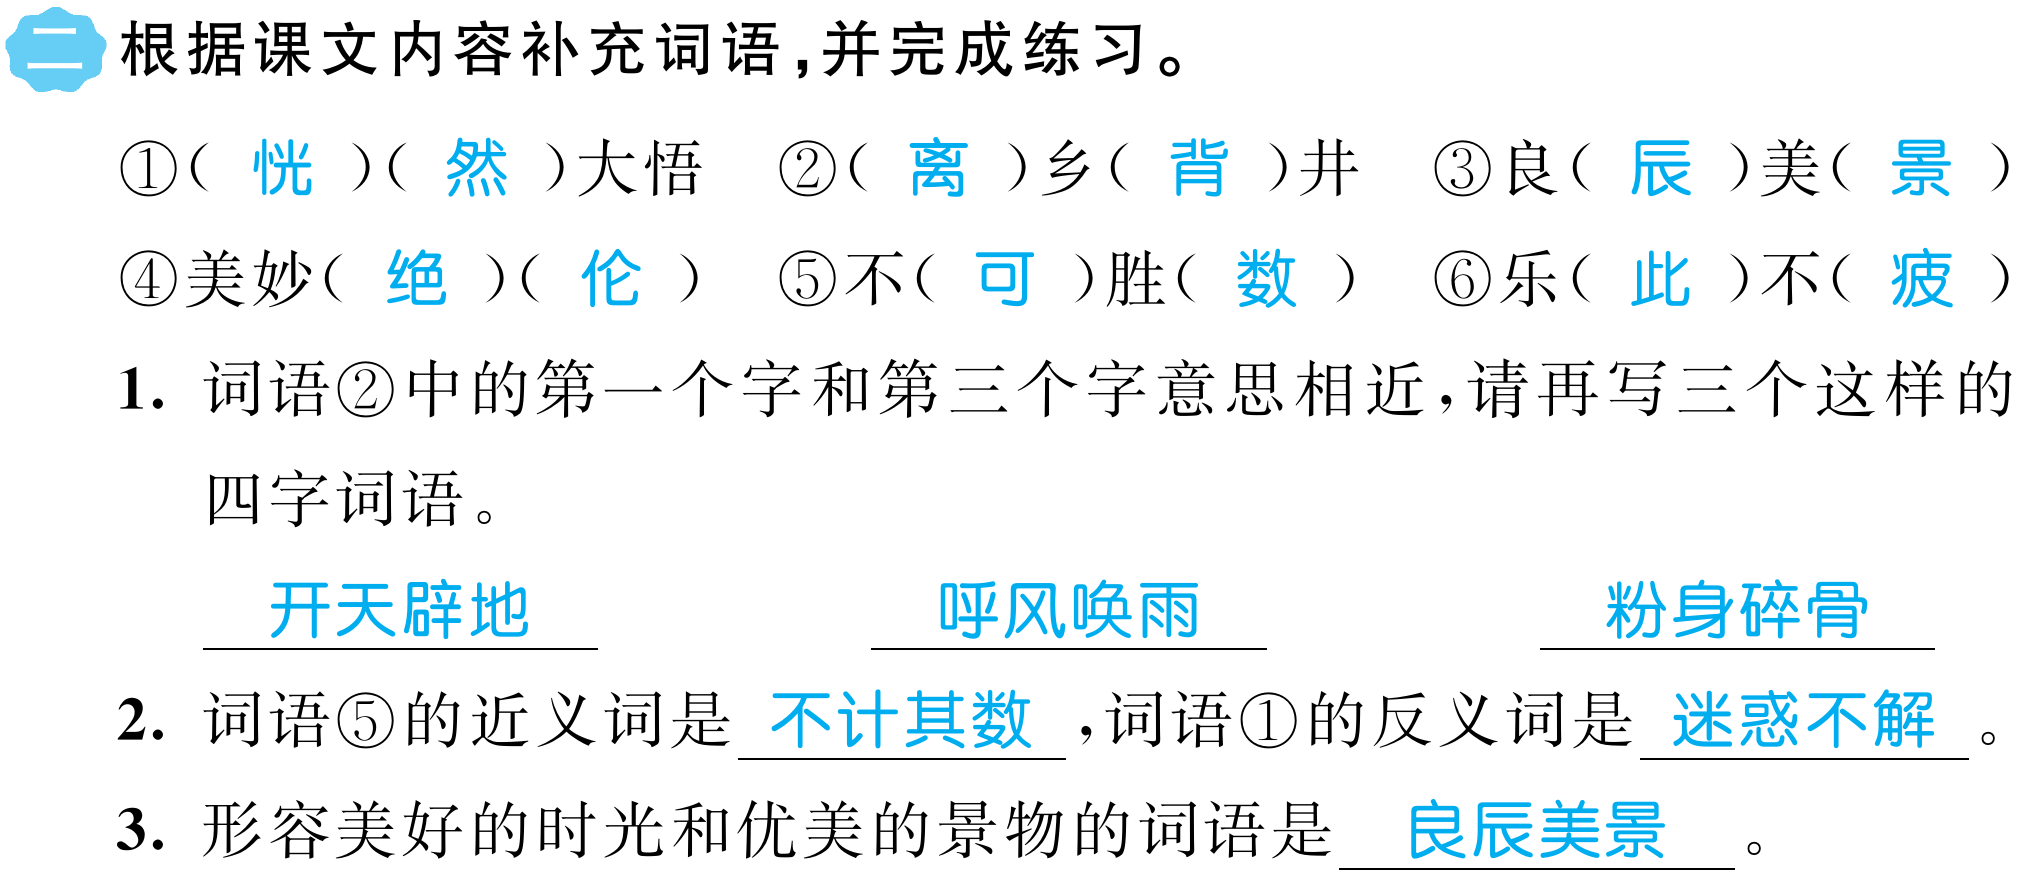 二 根据课文内容补充词语,并完成练习。
①( 恍 )( 然 )大悟 ②( 离 )乡( 背 )井 ③良( 辰 )美( 景 )
④美妙( 绝 )( 伦 ) ⑤不( 可 )胜( 数 ) ⑥乐( 此 )不( 疲 )
1. 词语②中的第一个字和第三个字意思相近,请再写三个这样的
四字词语。
开天辟地 呼风唤雨 粉身碎骨
2. 词语⑤的近义词是 不计其数 ,词语①的反义词是 迷惑不解 。
3. 形容美好的时光和优美的景物的词语是 良辰美景 。